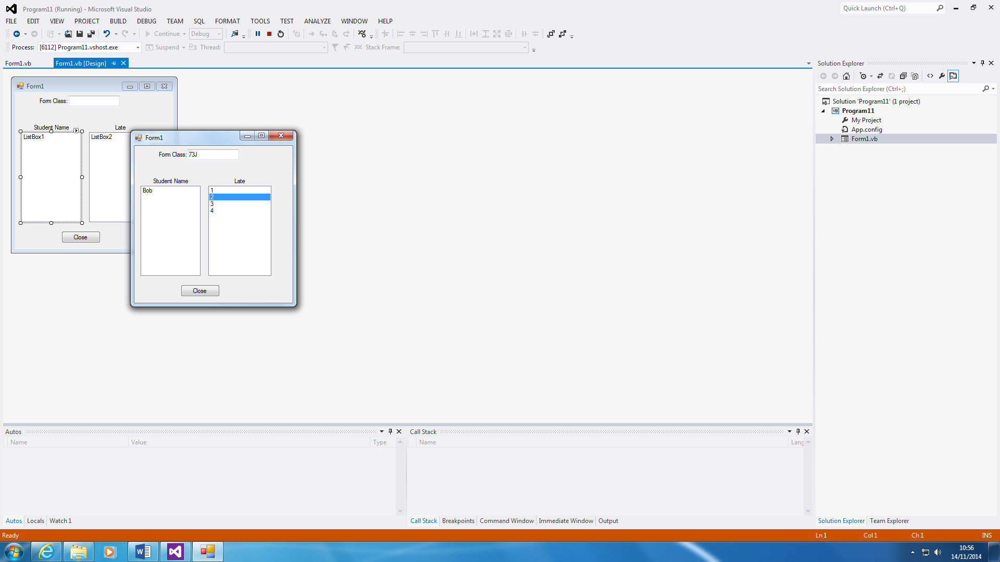 Program11 (Running) - Microsoft Visual Studio
Quick Launch (Ctrl+Q)
FILE EDIT VIEW PROJECT BUILD DEBUG TEAM SQL FORMAT TOOLS TEST ANALYZE WINDOW HELP
Continue Debug
Process: [6112] Program11.vshost.exe Suspend Thread: Stack Frame:
Form1.vb Form1.vb [Design]
Form1
Form Class:
Student Name Late
ListBox1 ListBox2
Close
Form1
Form Class: 73J
Student Name Late
Bob 1
2
3
4
Close
Solution Explorer
Search Solution Explorer (Ctrl+;)
Solution 'Program11' (1 project)
VB Program11
My Project
App.config
Form1.vb
Autos
Name Value Type
Call Stack
Name Lang
Autos Locals Watch 1
Call Stack Breakpoints Command Window Immediate Window Output
Solution Explorer Team Explorer
Ready Ln 1 Col 1 Ch 1 INS
10:56
14/11/2014